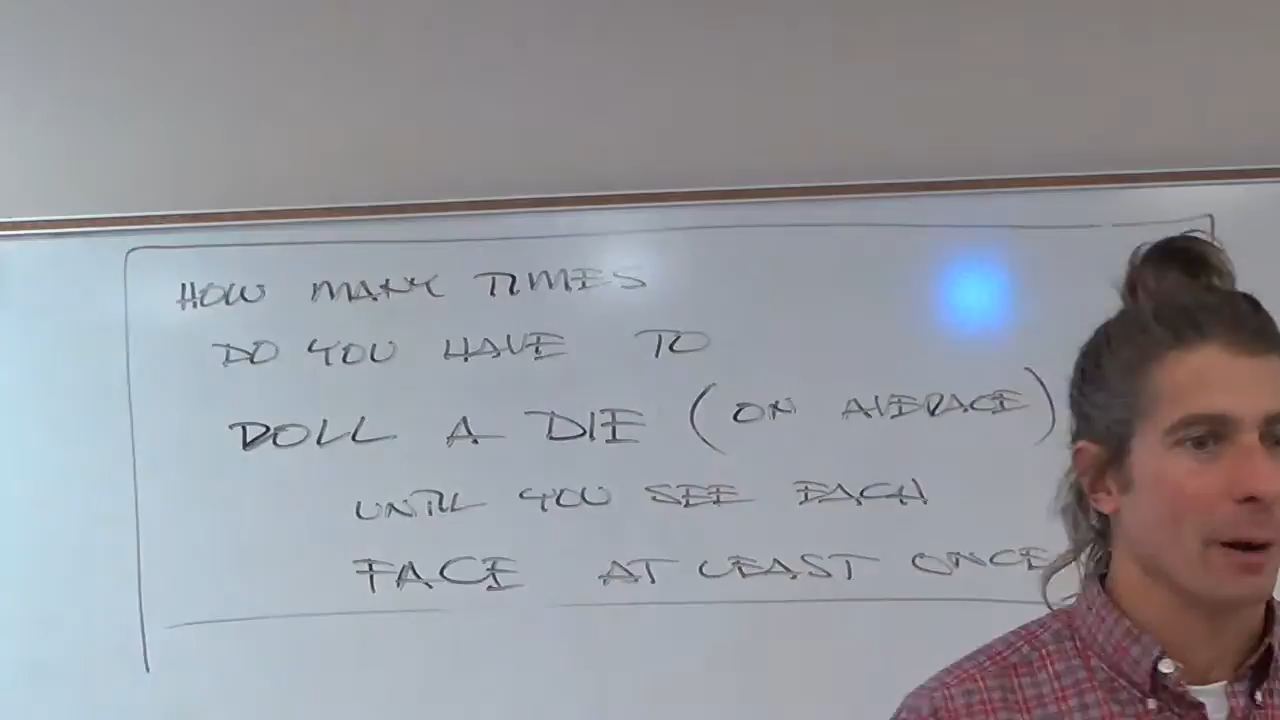 HOW MANY TIMES
DO YOU HAVE TO
ROLL A DIE (ON AVERAGE)
UNTIL YOU SEE EACH
FACE AT LEAST ONCE